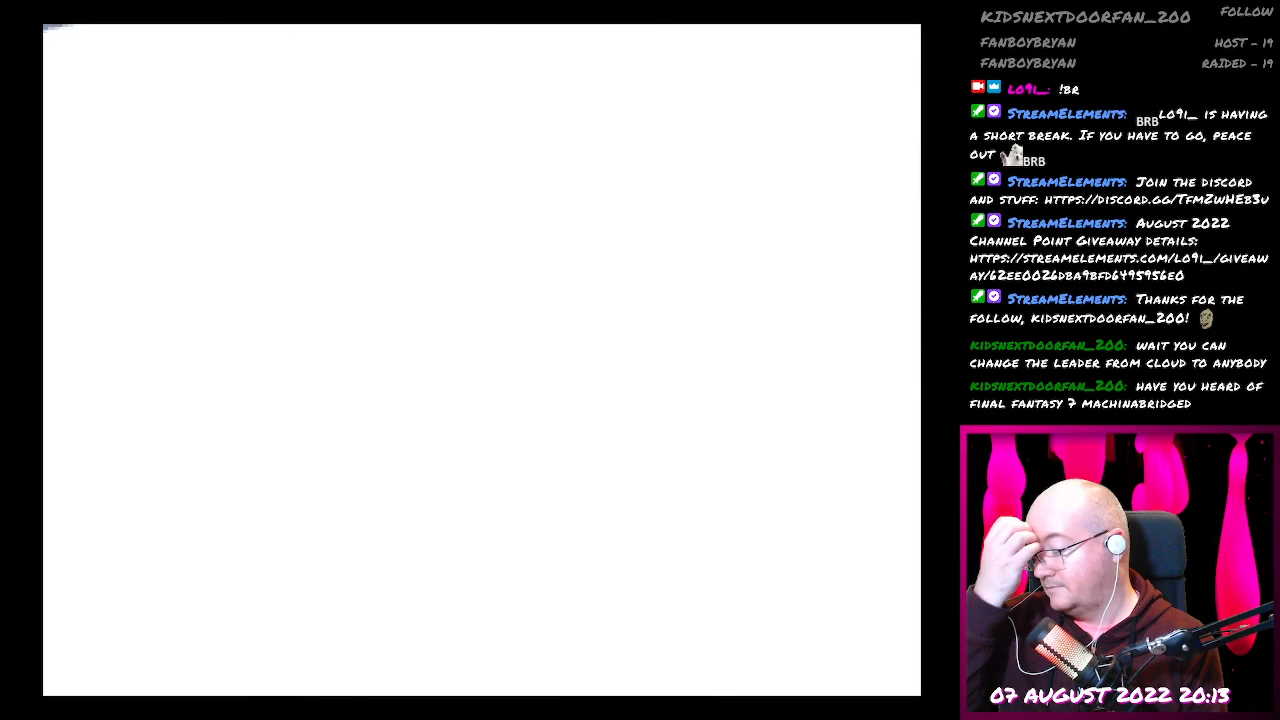 KIDSNEXTDOORFAN_200 FOLLOW
FANBOYBRYAN HOST - 19
FANBOYBRYAN RAIDED - 19
LO9I_: !BR
STREAMELEMENTS: BRB LO9I_ IS HAVING
A SHORT BREAK. IF YOU HAVE TO GO, PEACE
OUT BRB
STREAMELEMENTS: JOIN THE DISCORD
AND STUFF: HTTPS://DISCORD.GG/TFMZWHE83U
STREAMELEMENTS: AUGUST 2022
CHANNEL POINT GIVEAWAY DETAILS:
HTTPS://STREAMELEMENTS.COM/LO9I_/GIVEAW
AY/62EE0026DBA9BFD6495956E0
STREAMELEMENTS: THANKS FOR THE
FOLLOW, KIDSNEXTDOORFAN_200!
KIDSNEXTDOORFAN_200: WAIT YOU CAN
CHANGE THE LEADER FROM CLOUD TO ANYBODY
KIDSNEXTDOORFAN_200: HAVE YOU HEARD OF
FINAL FANTASY 7 MACHINABRIDGED
07 AUGUST 2022 20:13